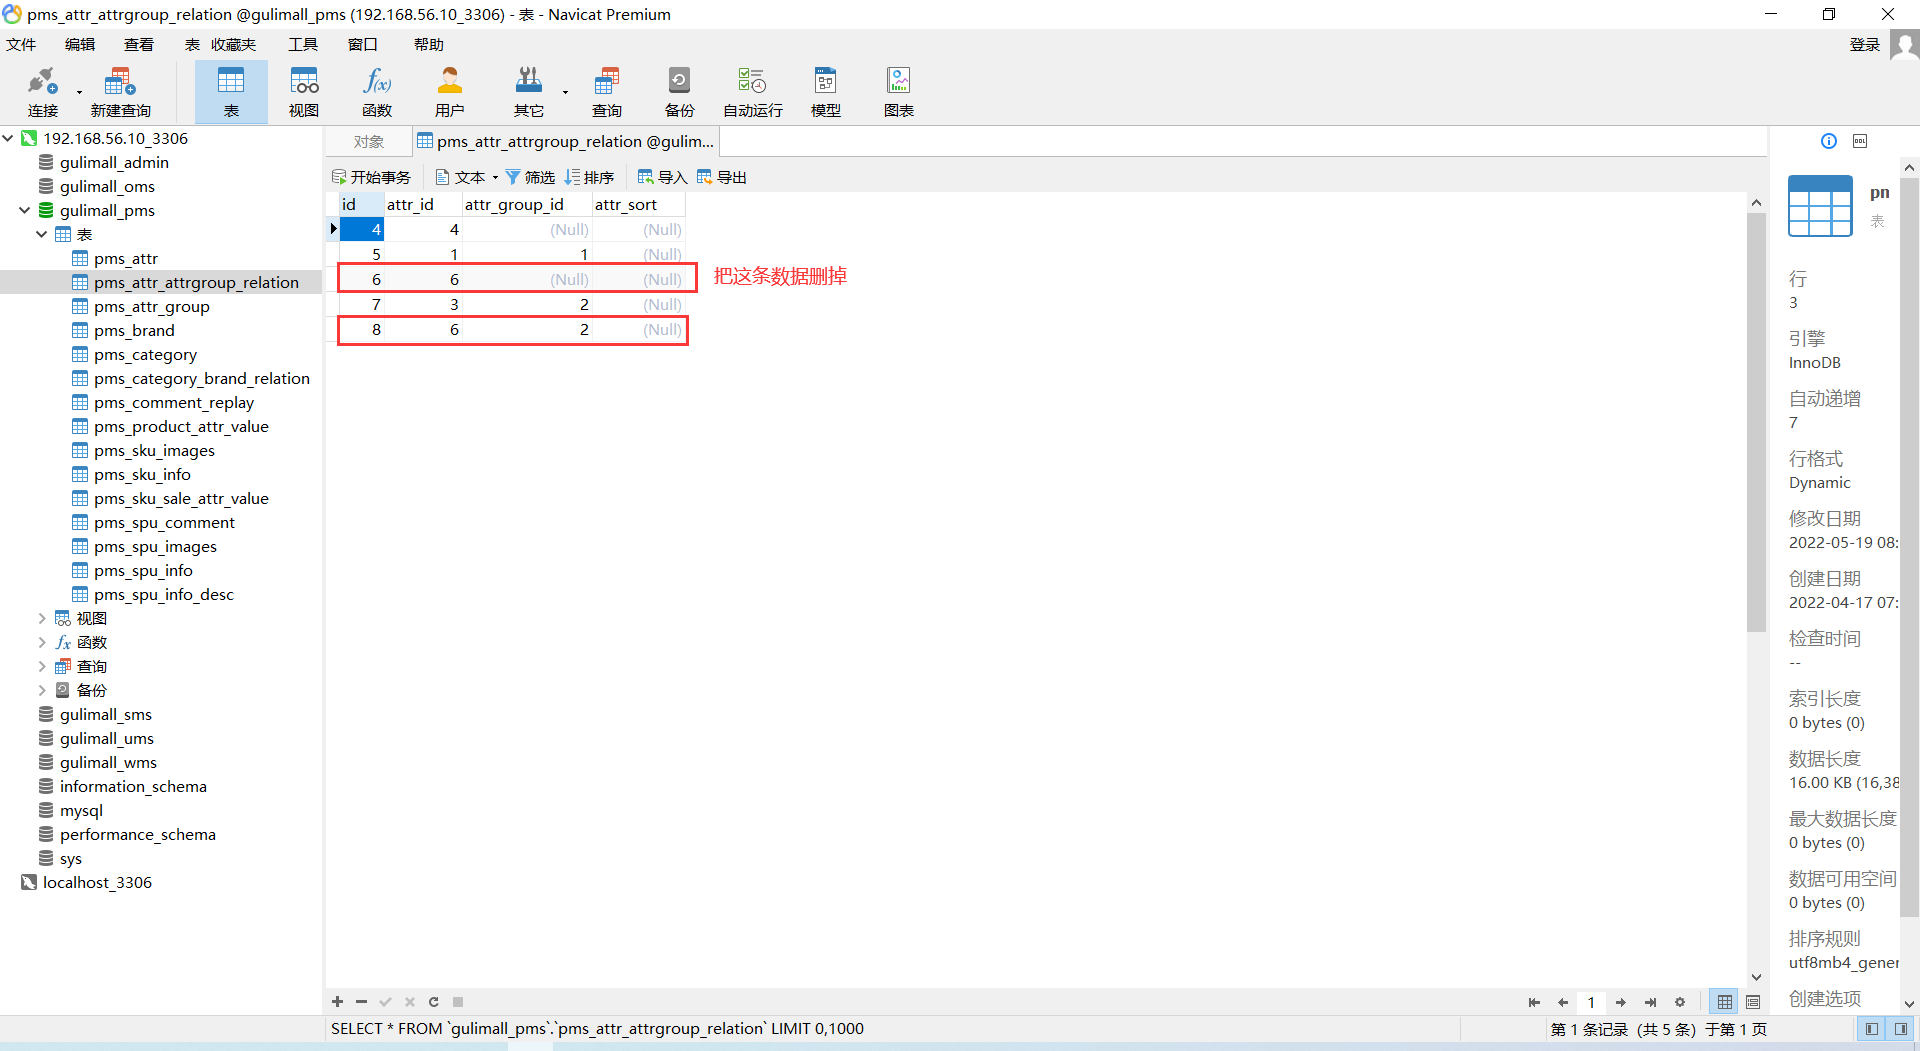 pms_attr_attrgroup_relation @gulimall_pms (192.168.56.10_3306) - 表 - Navicat Premium
文件 编辑 查看 表 收藏夹 工具 窗口 帮助 登录
连接 新建查询 表 视图 函数 用户 其它 查询 备份 自动运行 模型 图表
192.168.56.10_3306
gulimall_admin
gulimall_oms
gulimall_pms
表
pms_attr
pms_attr_attrgroup_relation
pms_attr_group
pms_brand
pms_category
pms_category_brand_relation
pms_comment_replay
pms_product_attr_value
pms_sku_images
pms_sku_info
pms_sku_sale_attr_value
pms_spu_comment
pms_spu_images
pms_spu_info
pms_spu_info_desc
视图
函数
查询
备份
gulimall_sms
gulimall_ums
gulimall_wms
information_schema
mysql
performance_schema
sys
localhost_3306
对象 pms_attr_attrgroup_relation @gulim...
开始事务 文本 筛选 排序 导入 导出
id attr_id attr_group_id attr_sort
4 4 (Null) (Null)
5 1 1 (Null)
6 6 (Null) (Null) 把这条数据删掉
7 3 2 (Null)
8 6 2 (Null)
pn
表
行
3
引擎
InnoDB
自动递增
7
行格式
Dynamic
修改日期
2022-05-19 08:
创建日期
2022-04-17 07:
检查时间
--
索引长度
0 bytes (0)
数据长度
16.00 KB (16,38
最大数据长度
0 bytes (0)
数据可用空间
0 bytes (0)
排序规则
utf8mb4_gener
创建选项
1
SELECT * FROM `gulimall_pms`.`pms_attr_attrgroup_relation` LIMIT 0,1000
第 1 条记录 (共 5 条) 于第 1 页